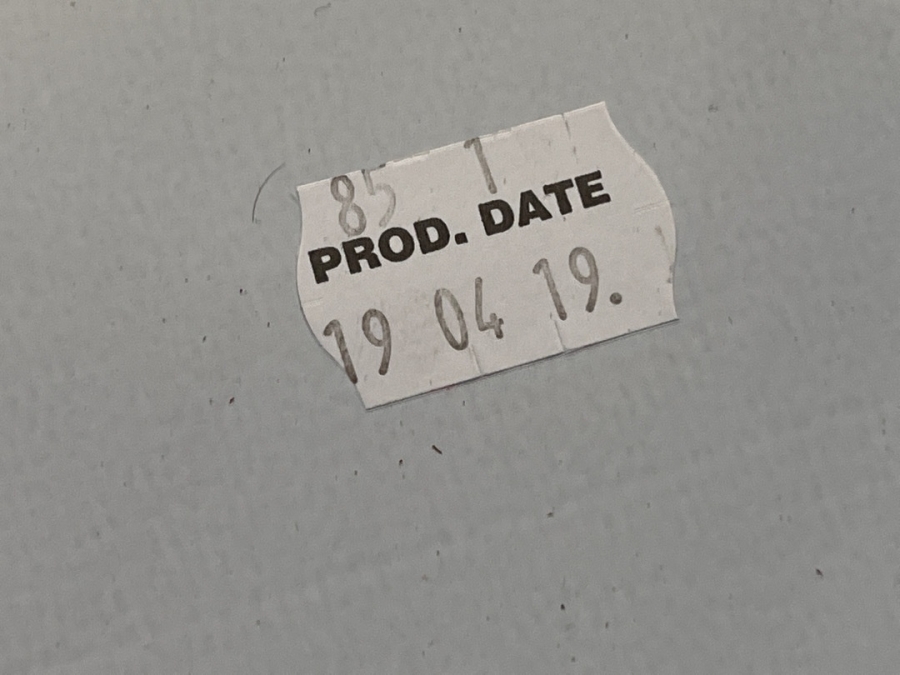 85 1
PROD. DATE
19 04 19.